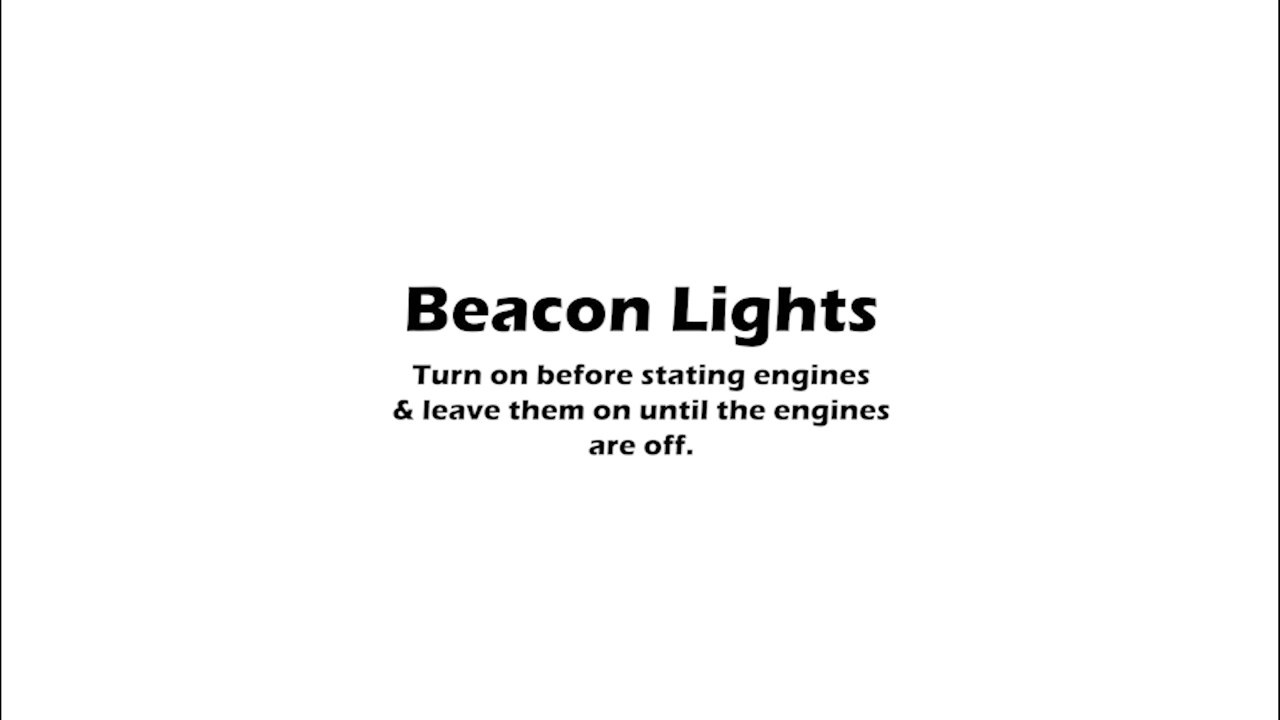 Beacon Lights
Turn on before stating engines
& leave them on until the engines
are off.